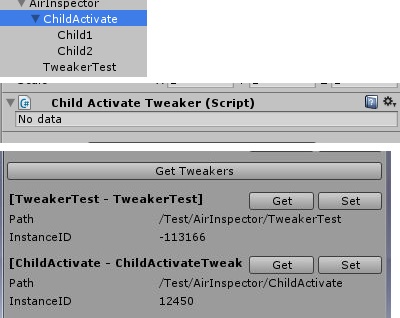 AirInspector
ChildActivate
Child1
Child2
TweakerTest
Child Activate Tweaker (Script)
No data
Get Tweakers
[TweakerTest - TweakerTest] Get Set
Path /Test/AirInspector/TweakerTest
InstanceID -113166
[ChildActivate - ChildActivateTweak Get Set
Path /Test/AirInspector/ChildActivate
InstanceID 12450